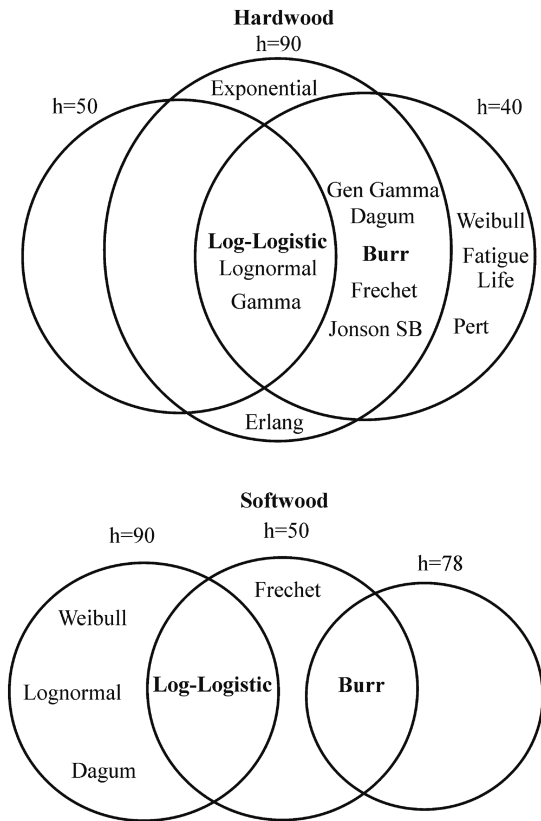 Hardwood
h=90
h=50
h=40
Exponential
Gen Gamma
Dagum
Weibull
Log-Logistic
Burr
Fatigue
Lognormal
Life
Frechet
Gamma
Jonson SB
Pert
Erlang
Softwood
h=90
h=50
h=78
Frechet
Weibull
Log-Logistic
Burr
Lognormal
Dagum